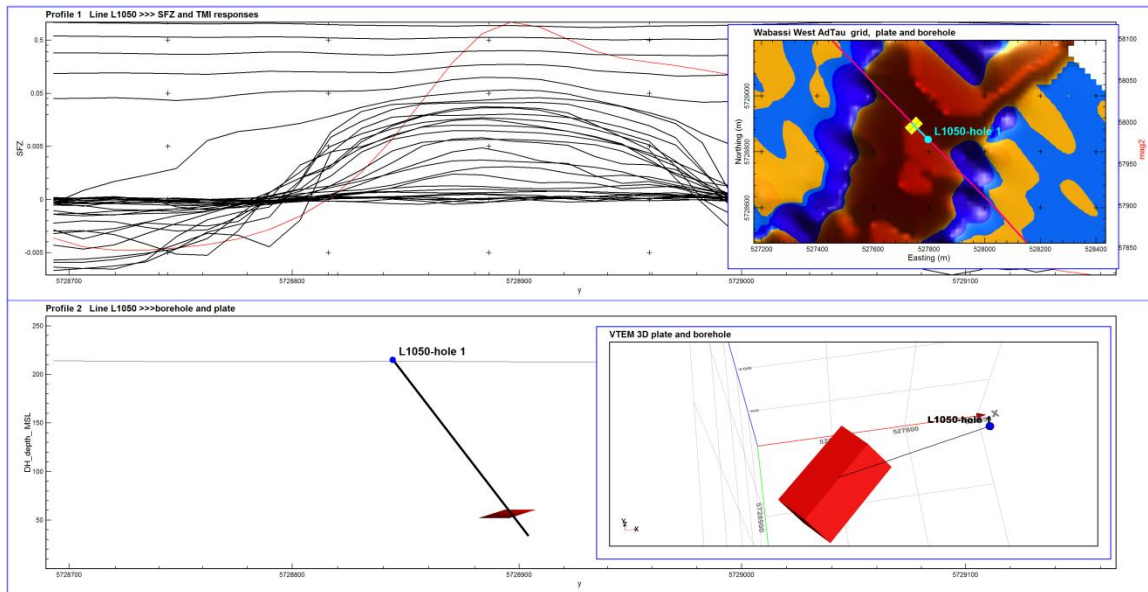 Profile 1 Line L1050 >>> SFZ and TMI responses
0.5
0.05
0.005
0
-0.005
SFZ
5728700
5728800
5728900
5729000
5729100
y
58100
58050
58000
57950
57900
57850
mag2
Wabassi West AdTau grid, plate and borehole
5729000
5728800
5728600
Northing (m)
L1050-hole 1
527200
527400
527600
527800
528000
528200
528400
Easting (m)
Profile 2 Line L1050 >>>borehole and plate
250
200
150
100
50
DH_depth_ MSL
L1050-hole 1
5728700
5728800
5728900
5729000
5729100
y
VTEM 3D plate and borehole
L1050-hole 1
X
527800
5728900
Y
Z
X